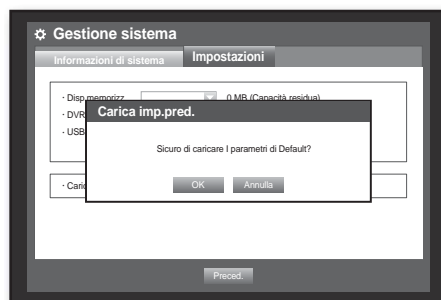 Gestione sistema
Informazioni di sistema
Impostazioni
· Disp memorizz.
0 MB (Capacità residua)
· DVR
· USB
Carica imp.pred.
Sicuro di caricare I parametri di Default?
OK
Annulla
Preced.